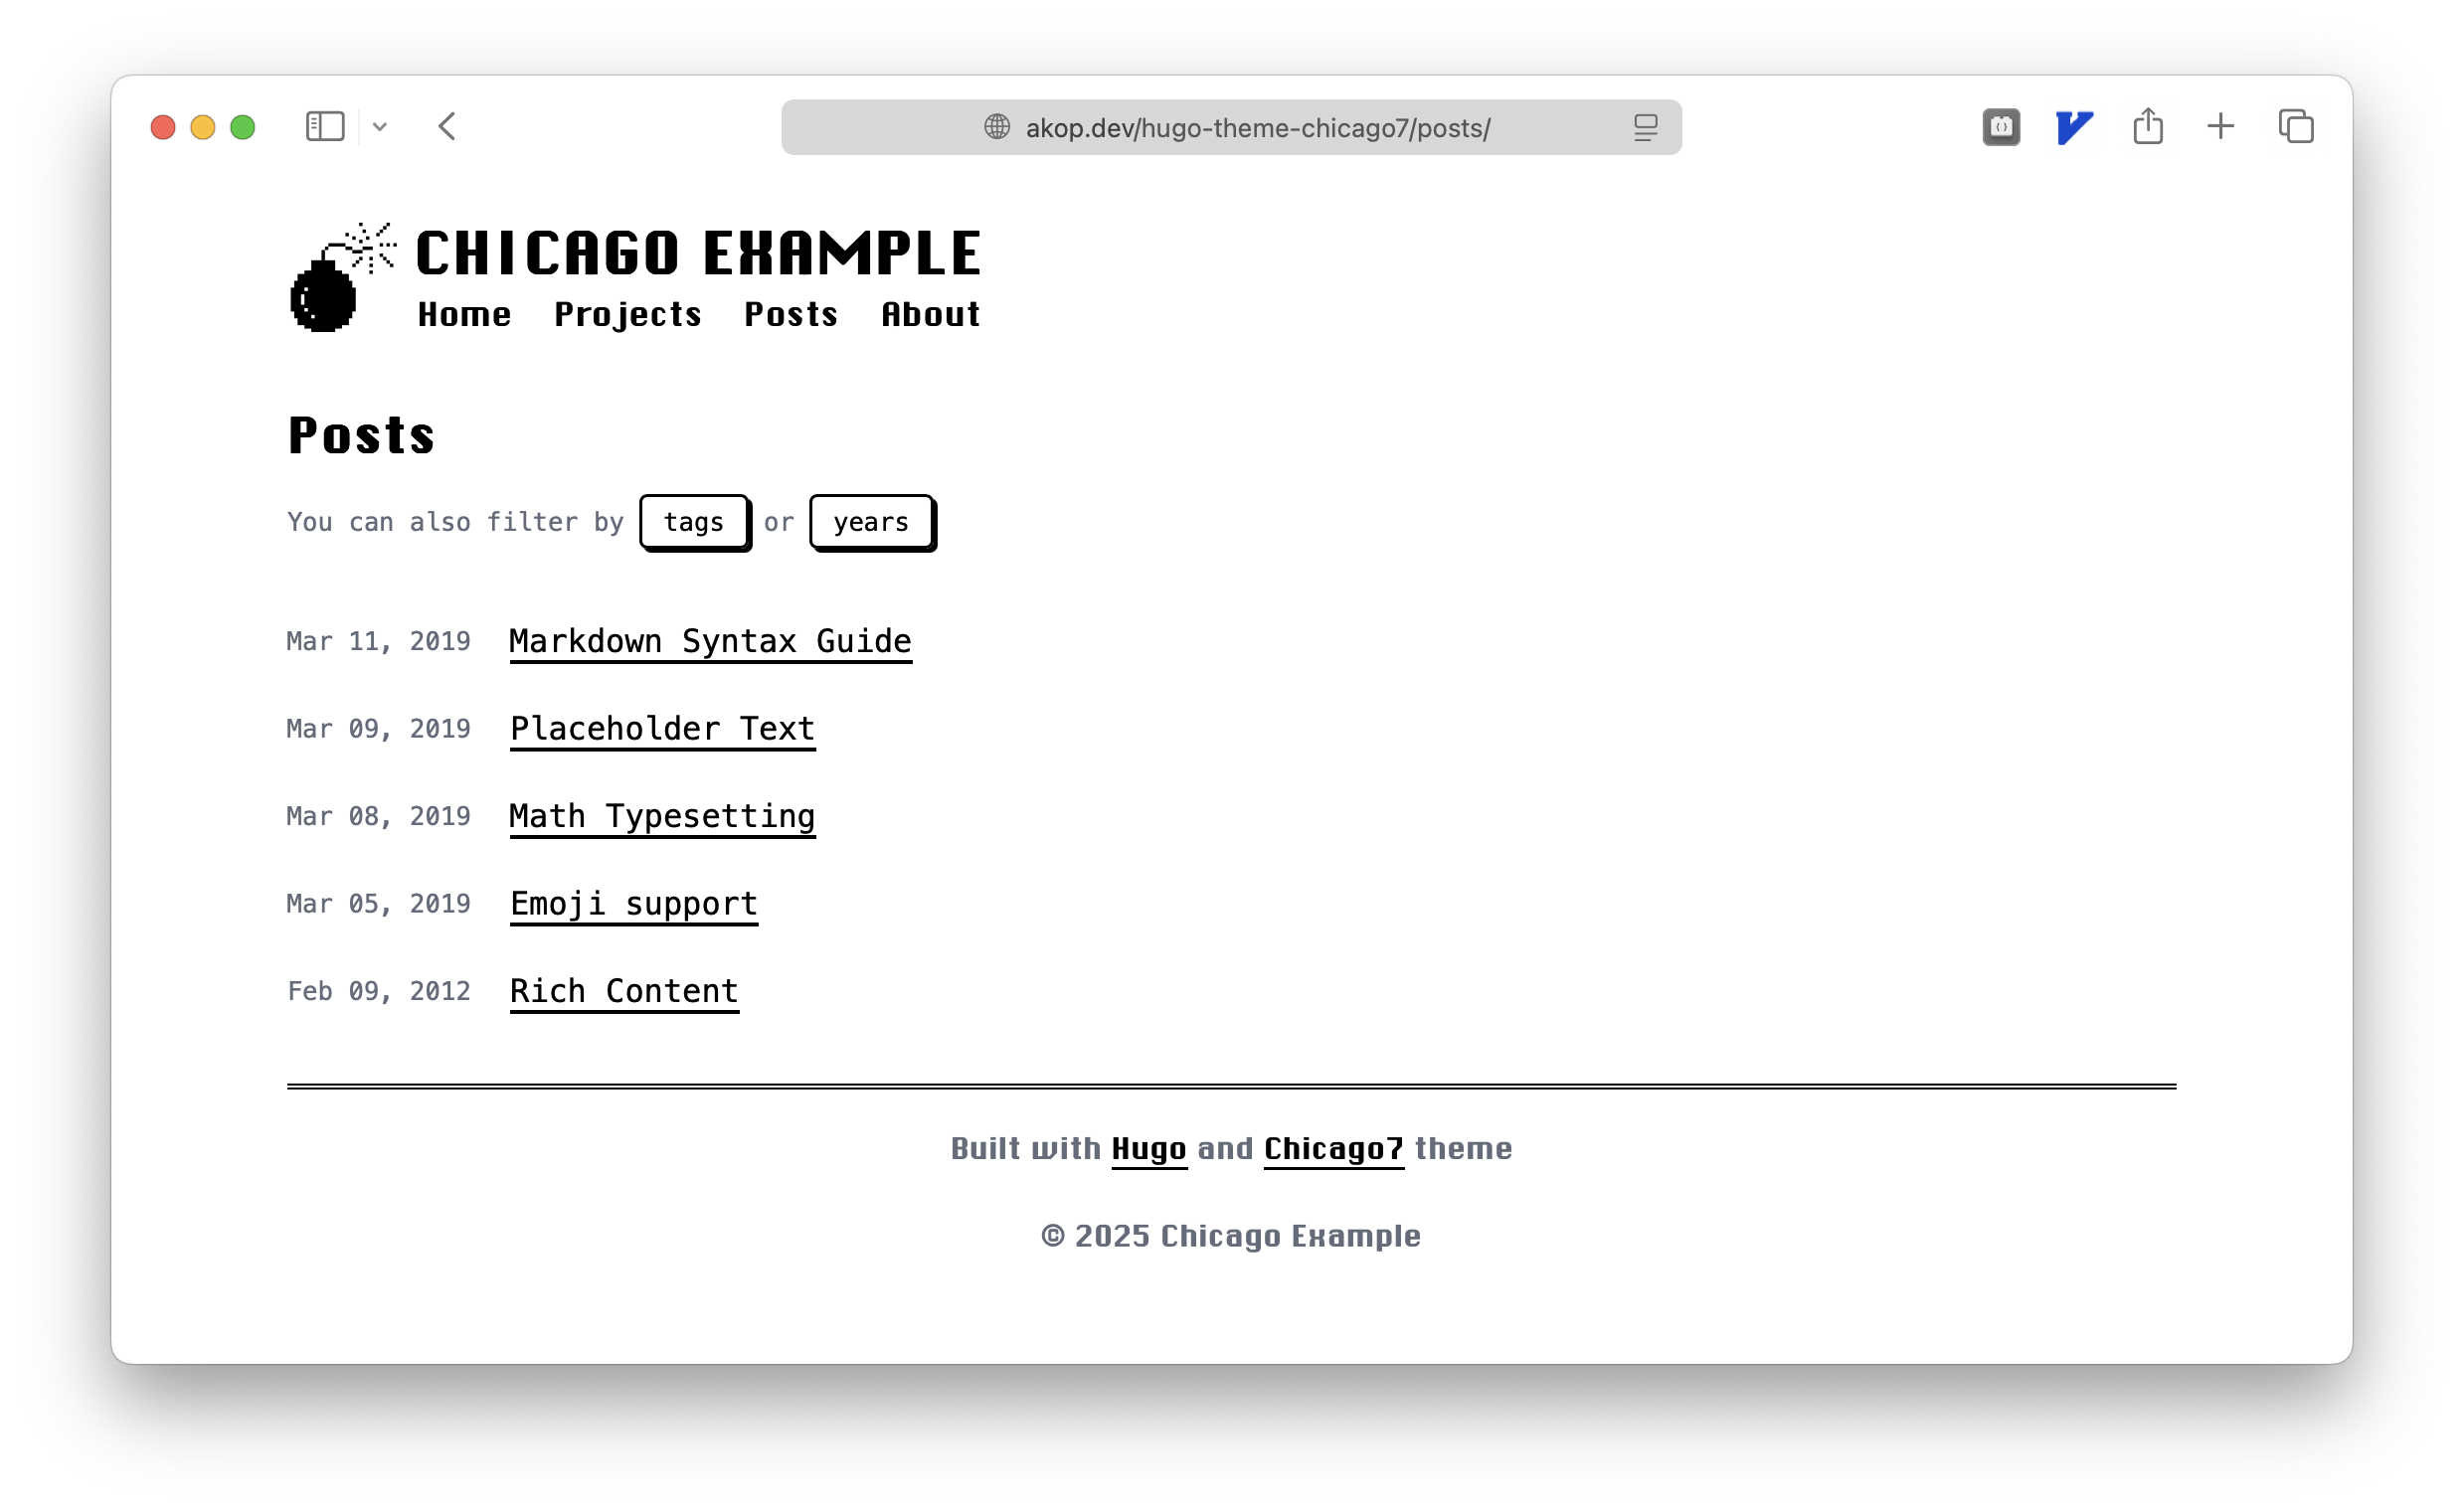 akop.dev/hugo-theme-chicago7/posts/
CHICAGO EXAMPLE
Home Projects Posts About
Posts
You can also filter by tags or years
Mar 11, 2019 Markdown Syntax Guide
Mar 09, 2019 Placeholder Text
Mar 08, 2019 Math Typesetting
Mar 05, 2019 Emoji support
Feb 09, 2012 Rich Content
Built with Hugo and Chicago7 theme
© 2025 Chicago Example